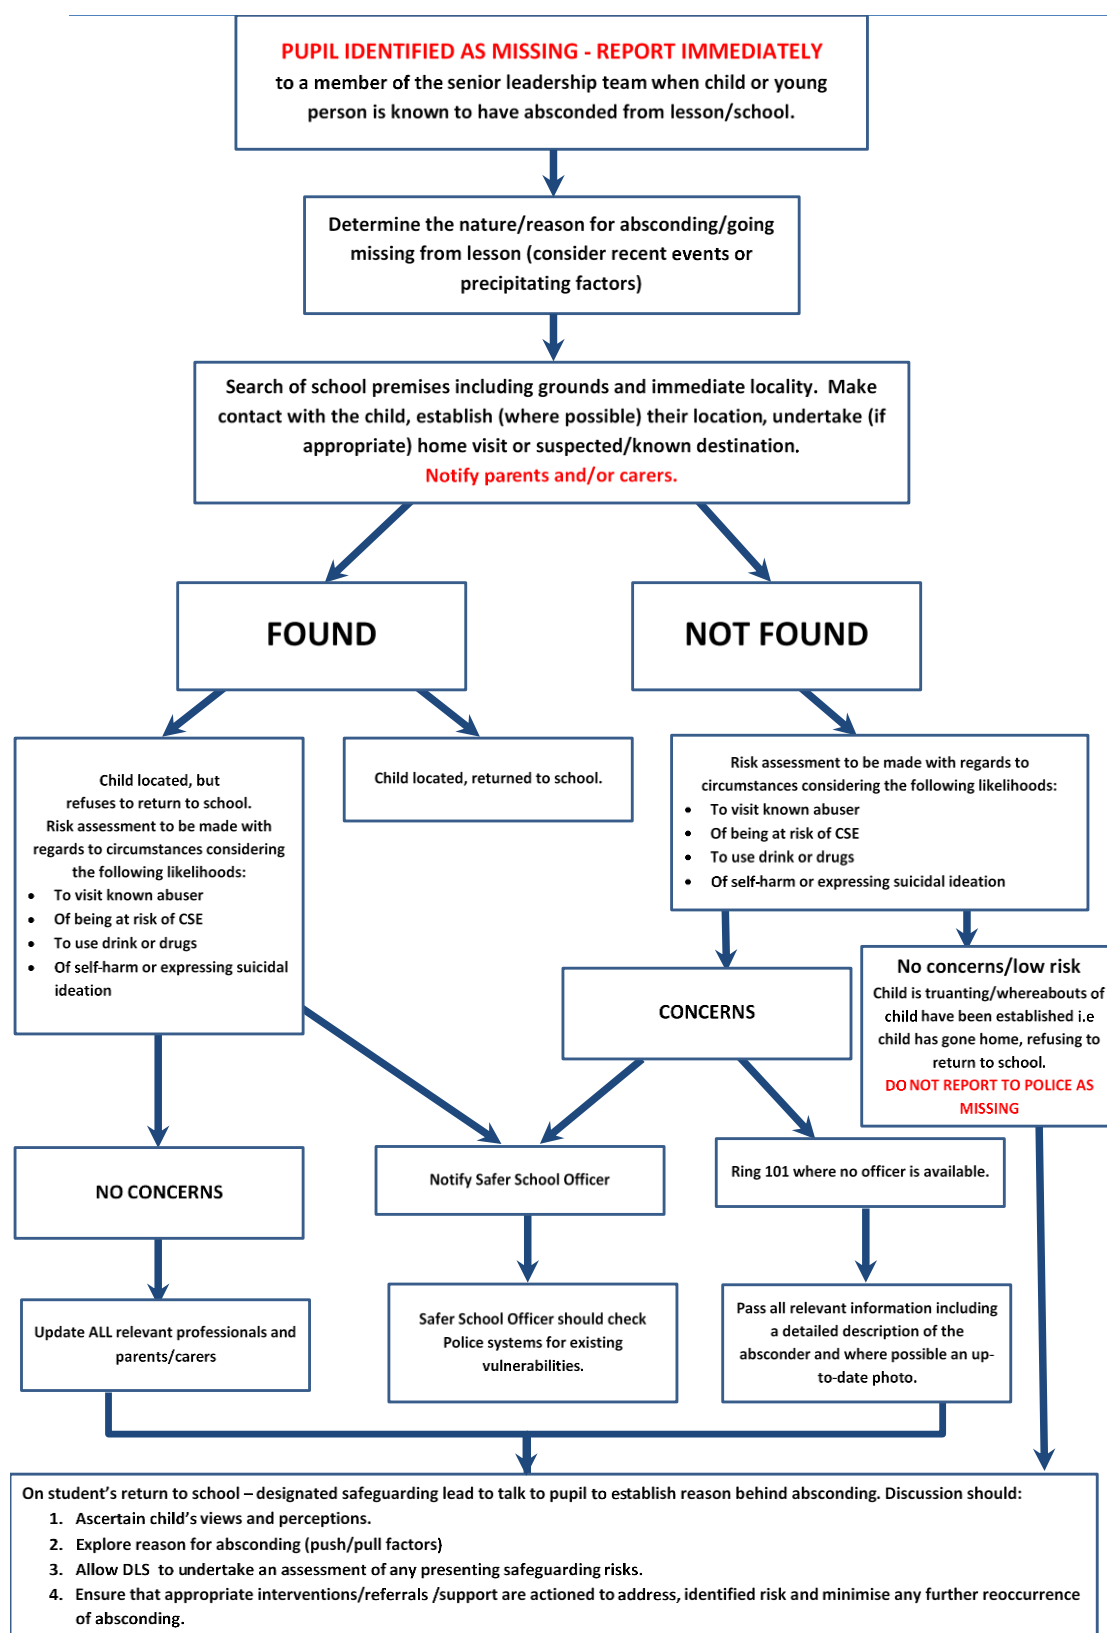 PUPIL IDENTIFIED AS MISSING - REPORT IMMEDIATELY
to a member of the senior leadership team when child or young
person is known to have absconded from lesson/school.
Determine the nature/reason for absconding/going
missing from lesson (consider recent events or
precipitating factors)
Search of school premises including grounds and immediate locality. Make
contact with the child, establish (where possible) their location, undertake (if
appropriate) home visit or suspected/known destination.
Notify parents and/or carers.
FOUND
NOT FOUND
Child located, but
refuses to return to school.
Risk assessment to be made with
regards to circumstances considering
the following likelihoods:
• To visit known abuser
• Of being at risk of CSE
• To use drink or drugs
• Of self-harm or expressing suicidal
ideation
Child located, returned to school.
Risk assessment to be made with regards to
circumstances considering the following likelihoods:
• To visit known abuser
• Of being at risk of CSE
• To use drink or drugs
• Of self-harm or expressing suicidal ideation
CONCERNS
No concerns/low risk
Child is truanting/whereabouts of
child have been established i.e
child has gone home, refusing to
return to school.
DO NOT REPORT TO POLICE AS
MISSING
NO CONCERNS
Notify Safer School Officer
Ring 101 where no officer is available.
Update ALL relevant professionals and
parents/carers
Safer School Officer should check
Police systems for existing
vulnerabilities.
Pass all relevant information including
a detailed description of the
absconder and where possible an up-
to-date photo.
On student's return to school – designated safeguarding lead to talk to pupil to establish reason behind absconding. Discussion should:
1. Ascertain child's views and perceptions.
2. Explore reason for absconding (push/pull factors)
3. Allow DLS to undertake an assessment of any presenting safeguarding risks.
4. Ensure that appropriate interventions/referrals /support are actioned to address, identified risk and minimise any further reoccurrence
of absconding.